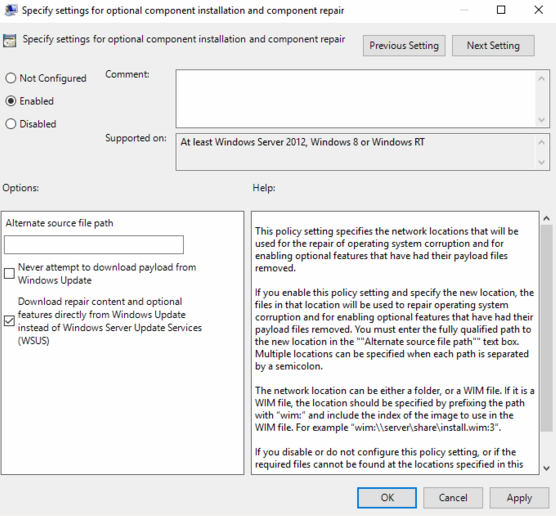 Specify settings for optional component installation and component repair
Specify settings for optional component installation and component repair
Previous Setting
Next Setting
Not Configured
Enabled
Disabled
Comment:
Supported on:
At least Windows Server 2012, Windows 8 or Windows RT
Options:
Help:
Alternate source file path
Never attempt to download payload from
Windows Update
Download repair content and optional
features directly from Windows Update
instead of Windows Server Update Services
(WSUS)
This policy setting specifies the network locations that will be
used for the repair of operating system corruption and for
enabling optional features that have had their payload files
removed.
If you enable this policy setting and specify the new location, the
files in that location will be used to repair operating system
corruption and for enabling optional features that have had their
payload files removed. You must enter the fully qualified path to
the new location in the ""Alternate source file path"" text box.
Multiple locations can be specified when each path is separated
by a semicolon.
The network location can be either a folder, or a WIM file. If it is a
WIM file, the location should be specified by prefixing the path
with “wim:” and include the index of the image to use in the
WIM file. For example “wim:\\server\share\install.wim:3”.
If you disable or do not configure this policy setting, or if the
required files cannot be found at the locations specified in this
OK
Cancel
Apply